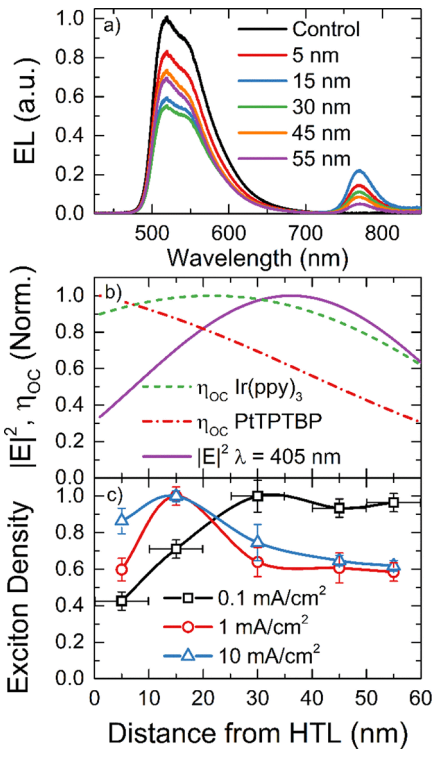 a)
EL (a.u.)
1.0
0.8
0.6
0.4
0.2
0.0
Control
5 nm
15 nm
30 nm
45 nm
55 nm
500 600 700 800
Wavelength (nm)
b)
|E|², η_OC (Norm.)
1.0
0.8
0.6
0.4
0.2
η_OC Ir(ppy)₃
η_OC PtTPTBP
|E|² λ = 405 nm
c)
Exciton Density
1.0
0.8
0.6
0.4
0.2
0.0
0.1 mA/cm²
1 mA/cm²
10 mA/cm²
0 10 20 30 40 50 60
Distance from HTL (nm)